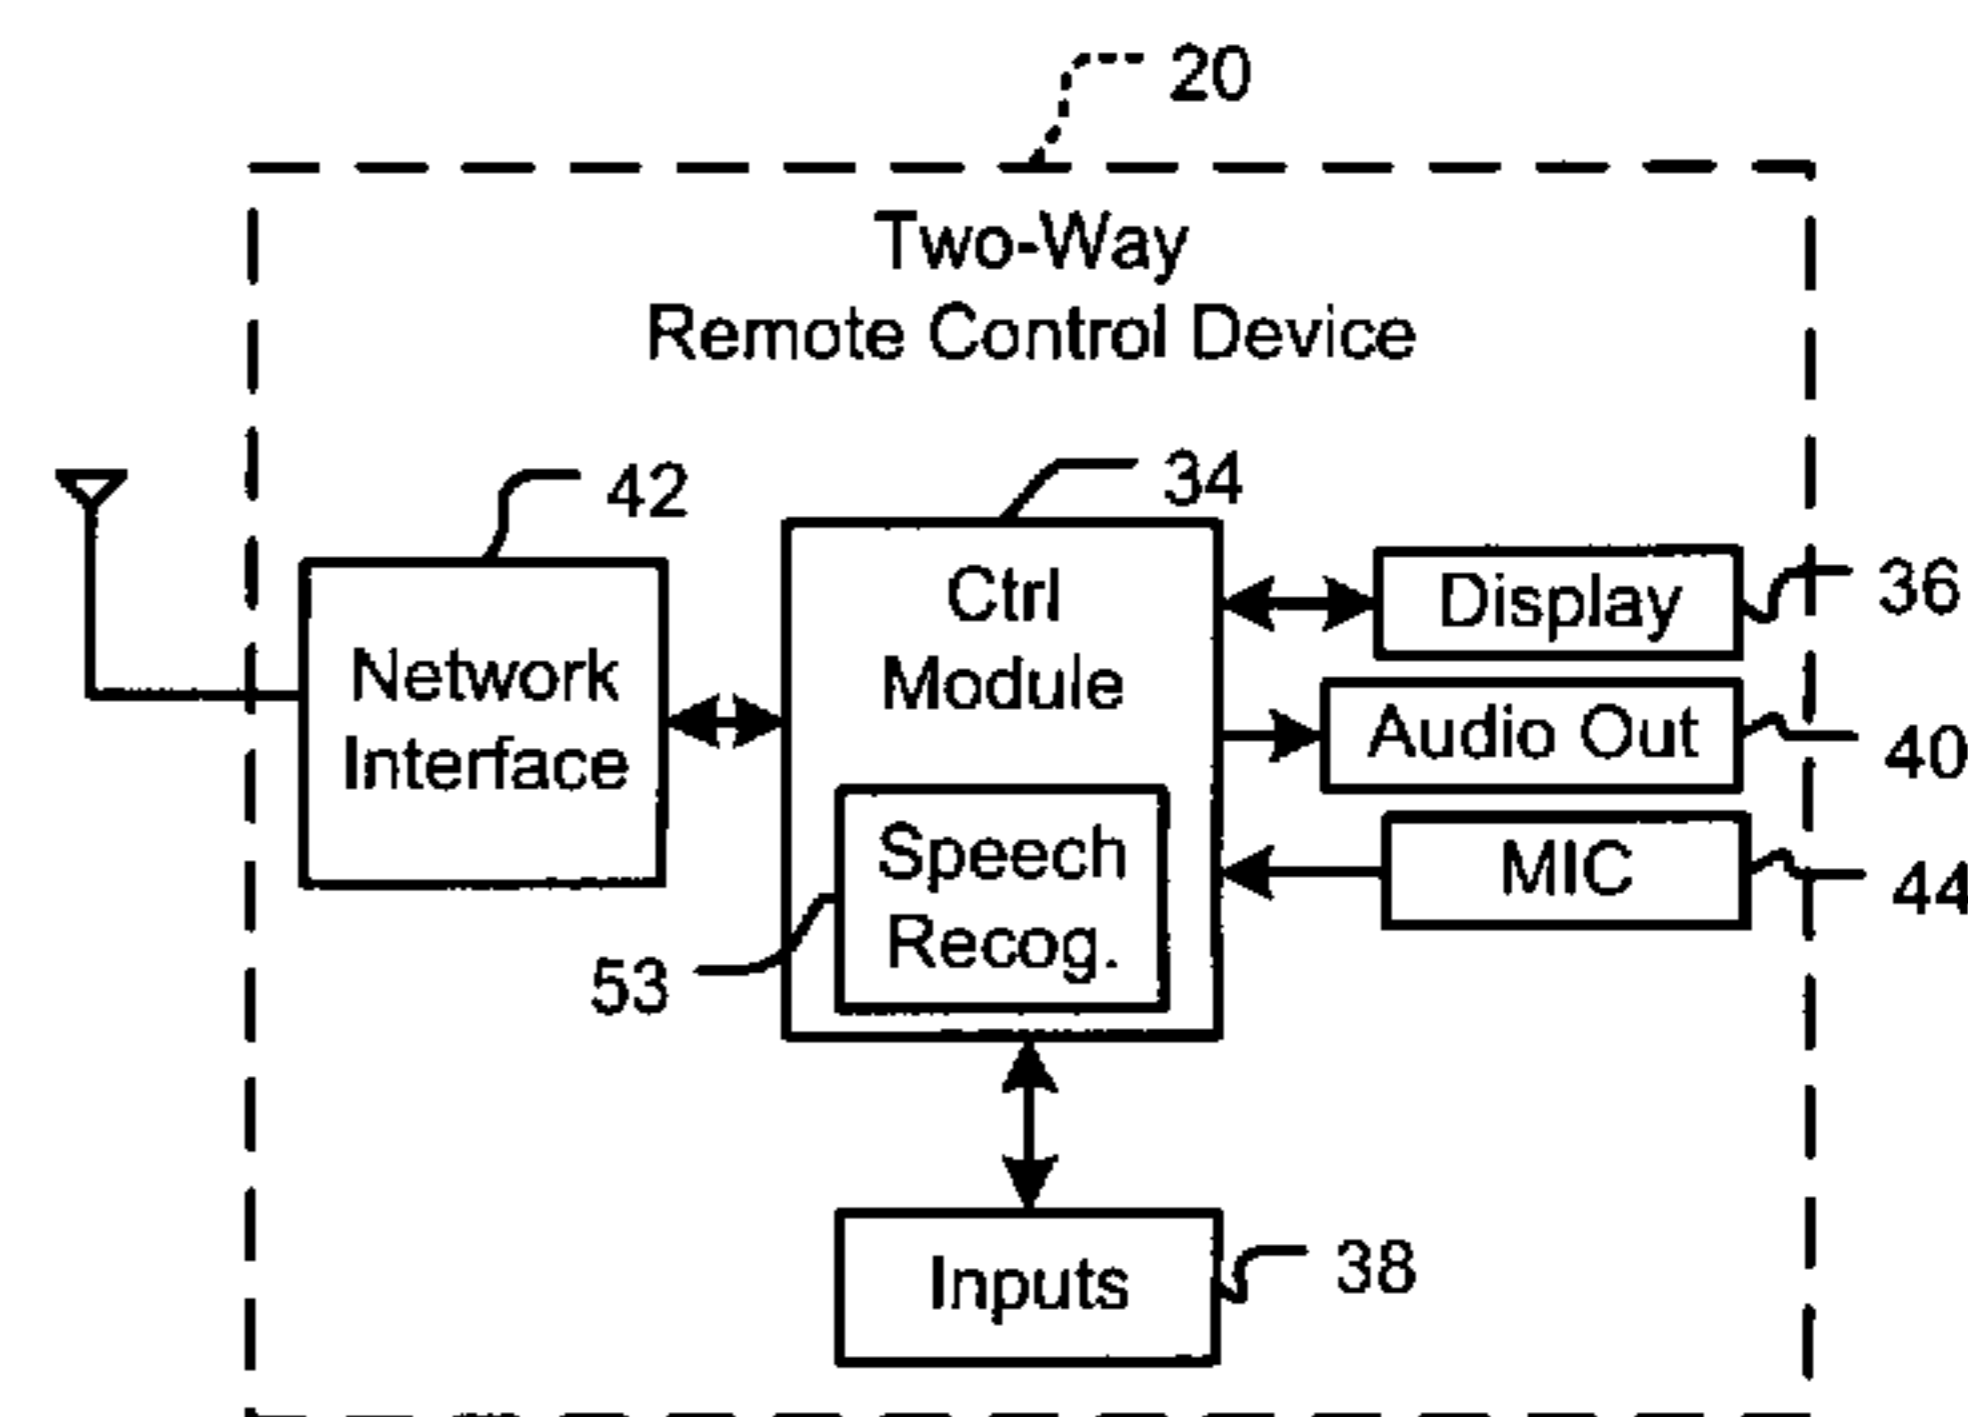 20
Two-Way
Remote Control Device
42
34
Ctrl
Module
Display
36
Network
Interface
Audio Out
40
Speech
Recog.
MIC
44
53
Inputs
38